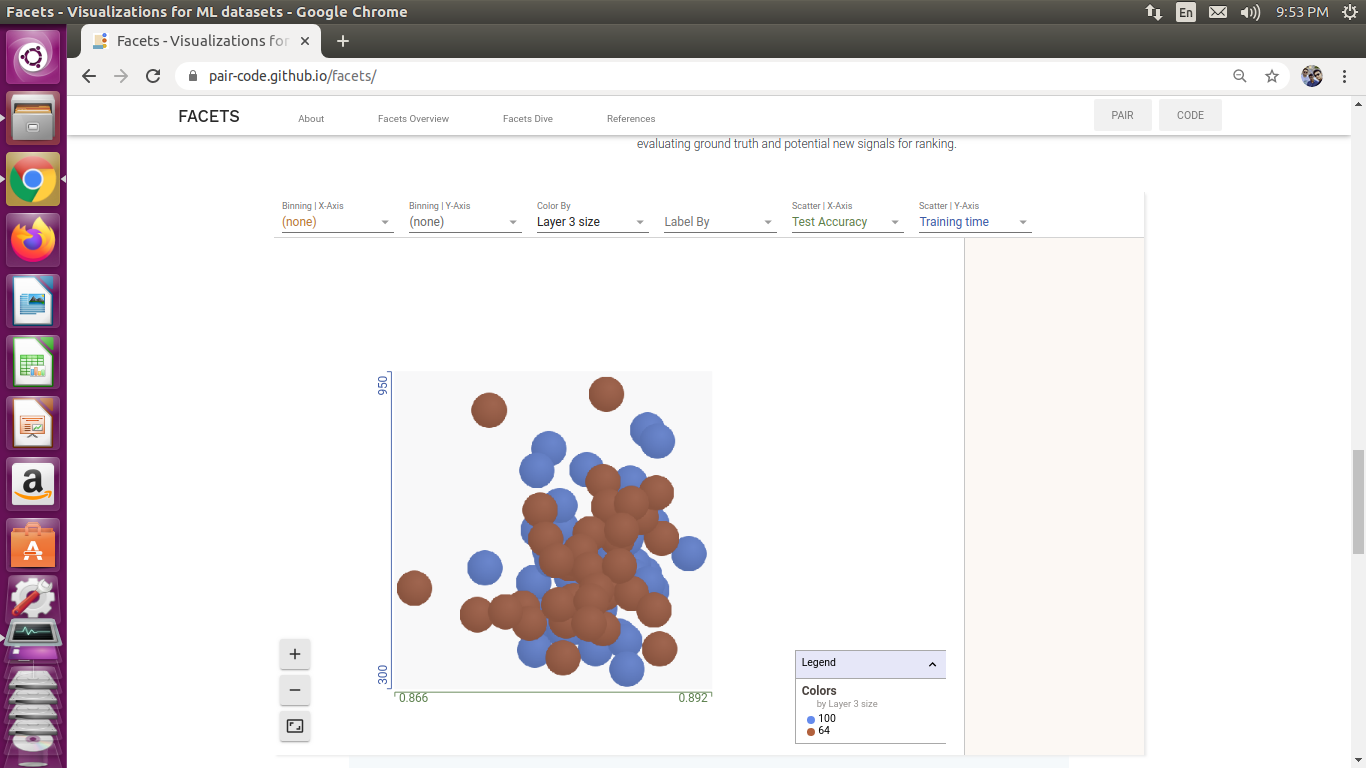 Facets - Visualizations for ML datasets - Google Chrome
En
9:53 PM
Facets - Visualizations for
pair-code.github.io/facets/
FACETS
About
Facets Overview
Facets Dive
References
PAIR
CODE
evaluating ground truth and potential new signals for ranking.
Binning | X-Axis
Binning | Y-Axis
Color By
Scatter | X-Axis
Scatter | Y-Axis
(none)
(none)
Layer 3 size
Label By
Test Accuracy
Training time
950
300
0.866
0.892
Legend
Colors
by Layer 3 size
100
64